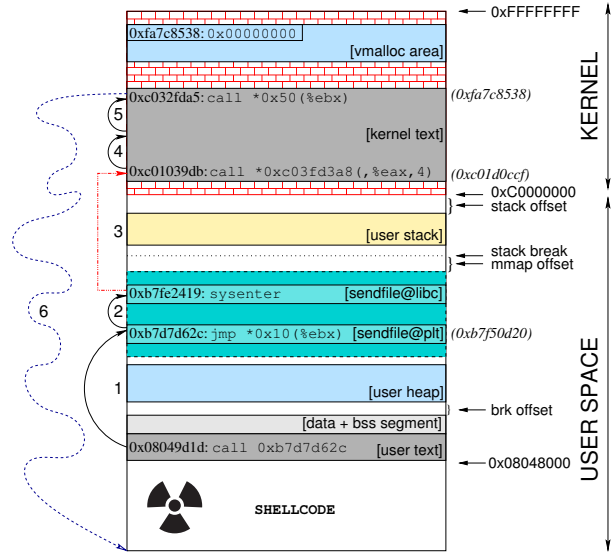 0xFFFFFFFF
0xfa7c8538: 0x00000000
[vmalloc area]
KERNEL
0xc032fda5: call *0x50(%ebx)
(0xfa7c8538)
5
[kernel text]
4
0xc01039db: call *0xc03fd3a8(,%eax,4)
(0xc01d0ccf)
0xC0000000
stack offset
3
[user stack]
stack break
mmap offset
0xb7fe2419: sysenter
[sendfile@libc]
6
2
0xb7d7d62c: jmp *0x10(%ebx)
[sendfile@plt]
(0xb7f50d20)
USER SPACE
1
[user heap]
brk offset
[data + bss segment]
0x08049d1d: call 0xb7d7d62c
[user text]
0x08048000
SHELLCODE